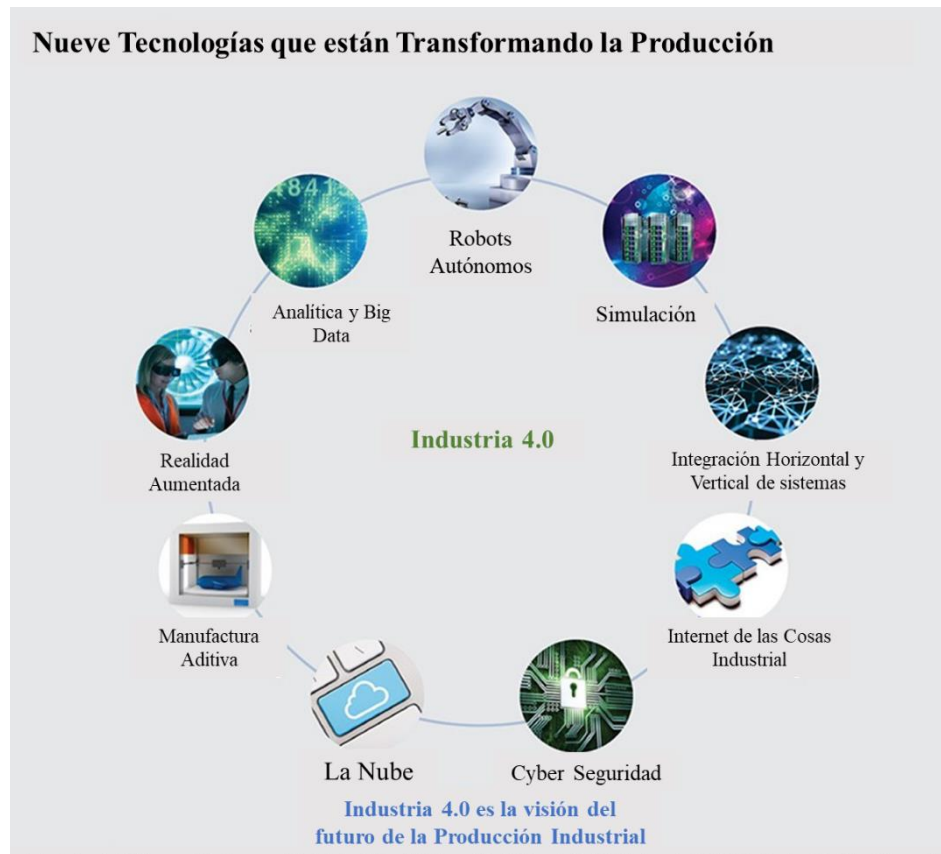 Nueve Tecnologías que están Transformando la Producción
Robots
Autónomos
Simulación
Integración Horizontal y
Vertical de sistemas
Internet de las Cosas
Industrial
Cyber Seguridad
La Nube
Manufactura
Aditiva
Realidad
Aumentada
Analítica y Big
Data
Industria 4.0
Industria 4.0 es la visión del
futuro de la Producción Industrial